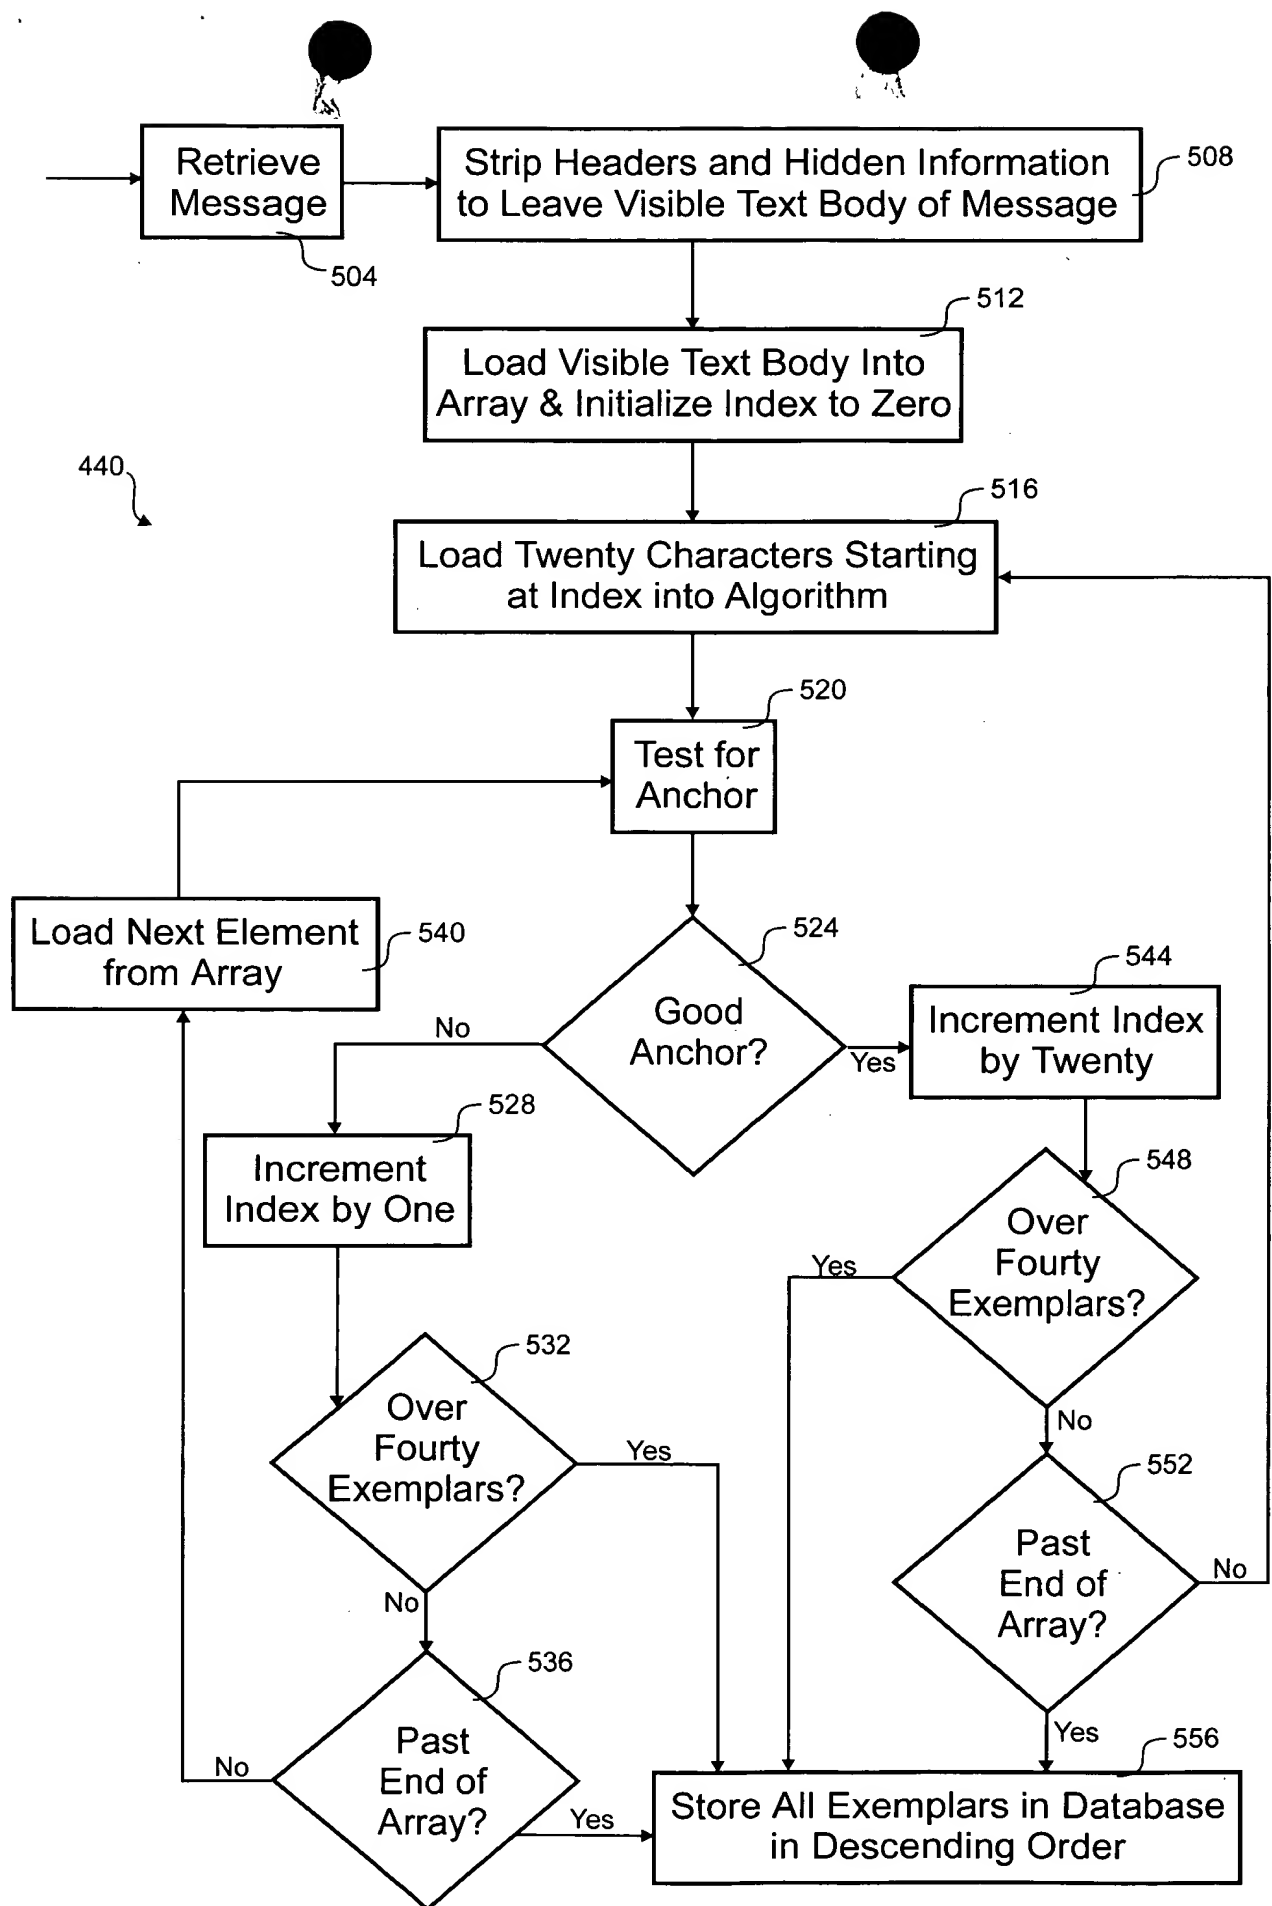 Retrieve
Message
504
Strip Headers and Hidden Information
to Leave Visible Text Body of Message
508
512
Load Visible Text Body Into
Array & Initialize Index to Zero
440
516
Load Twenty Characters Starting
at Index into Algorithm
520
Test for
Anchor
Load Next Element
from Array
540
524
Good
Anchor?
No
Yes
544
Increment Index
by Twenty
528
Increment
Index by One
548
Over
Fourty
Exemplars?
Yes
No
532
Over
Fourty
Exemplars?
Yes
No
552
Past
End of
Array?
No
Yes
536
Past
End of
Array?
No
Yes
556
Store All Exemplars in Database
in Descending Order